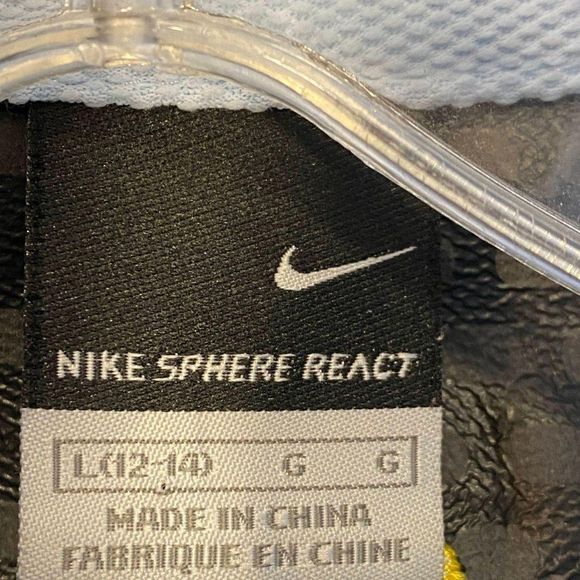 NIKE SPHERE REACT
L(12-14) G G
MADE IN CHINA
FABRIQUE EN CHINE